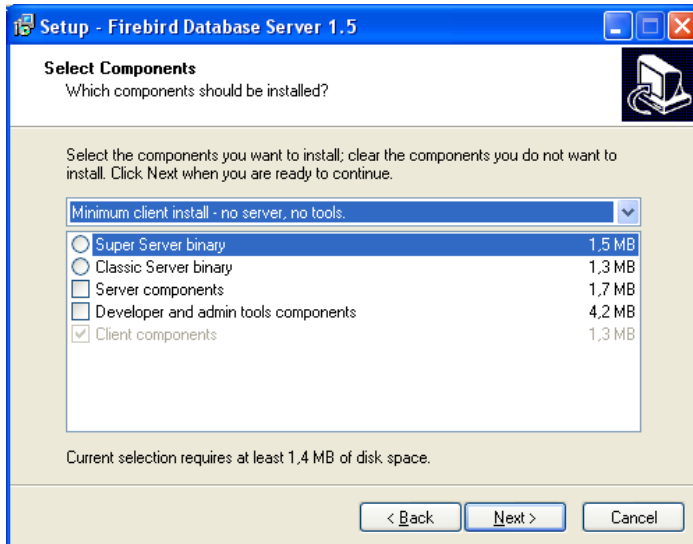 Setup - Firebird Database Server 1.5
Select Components
Which components should be installed?
Select the components you want to install; clear the components you do not want to
install. Click Next when you are ready to continue.
Minimum client install - no server, no tools.
Super Server binary 1,5 MB
Classic Server binary 1,3 MB
Server components 1,7 MB
Developer and admin tools components 4,2 MB
Client components 1,3 MB
Current selection requires at least 1,4 MB of disk space.
< Back Next > Cancel